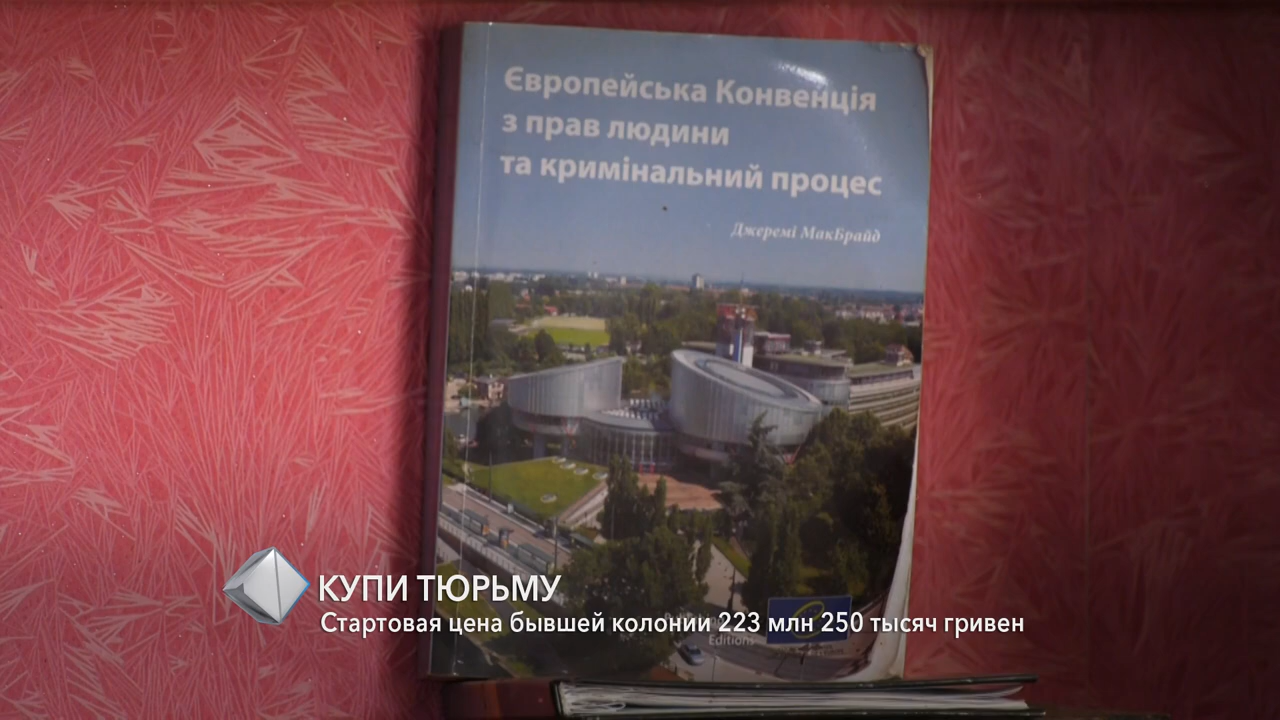 Європейська Конвенція
з прав людини
та кримінальний процес
Джеремі МакБрайд
КУПИ ТЮРЬМУ
Стартовая цена бывшей колонии 223 млн 250 тысяч гривен
Editions